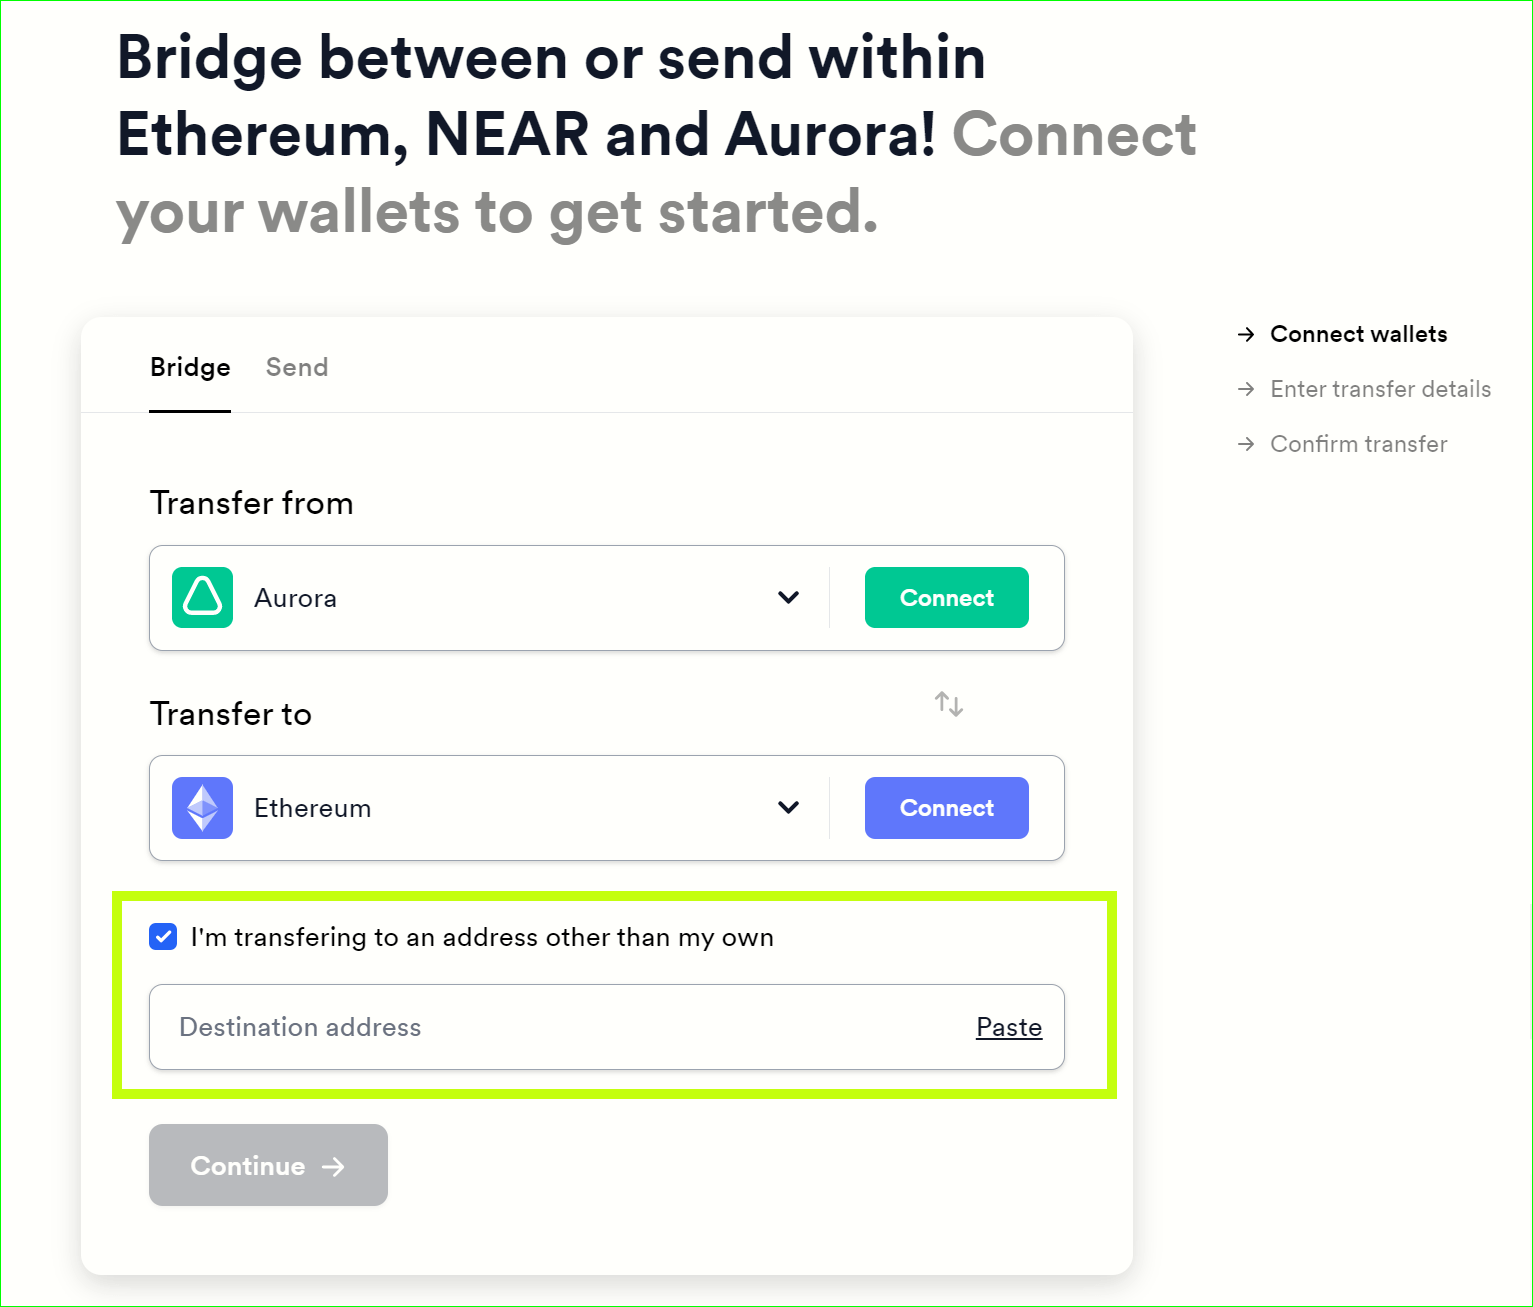 Bridge between or send within
Ethereum, NEAR and Aurora! Connect
your wallets to get started.
Bridge Send
Transfer from
Aurora Connect
Transfer to
Ethereum Connect
I'm transfering to an address other than my own
Destination address Paste
Continue →
→ Connect wallets
→ Enter transfer details
→ Confirm transfer